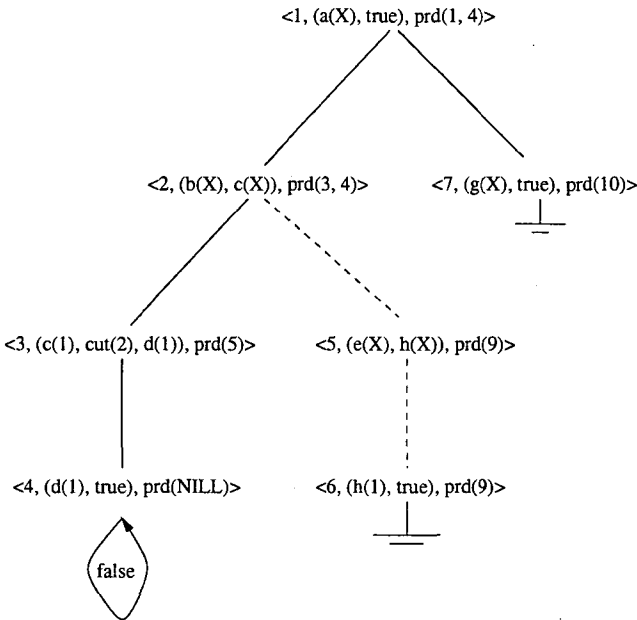 <1, (a(X), true), prd(1, 4)>
<2, (b(X), c(X)), prd(3, 4)>
<7, (g(X), true), prd(10)>
<3, (c(1), cut(2), d(1)), prd(5)>
<5, (e(X), h(X)), prd(9)>
<4, (d(1), true), prd(NILL)>
<6, (h(1), true), prd(9)>
false